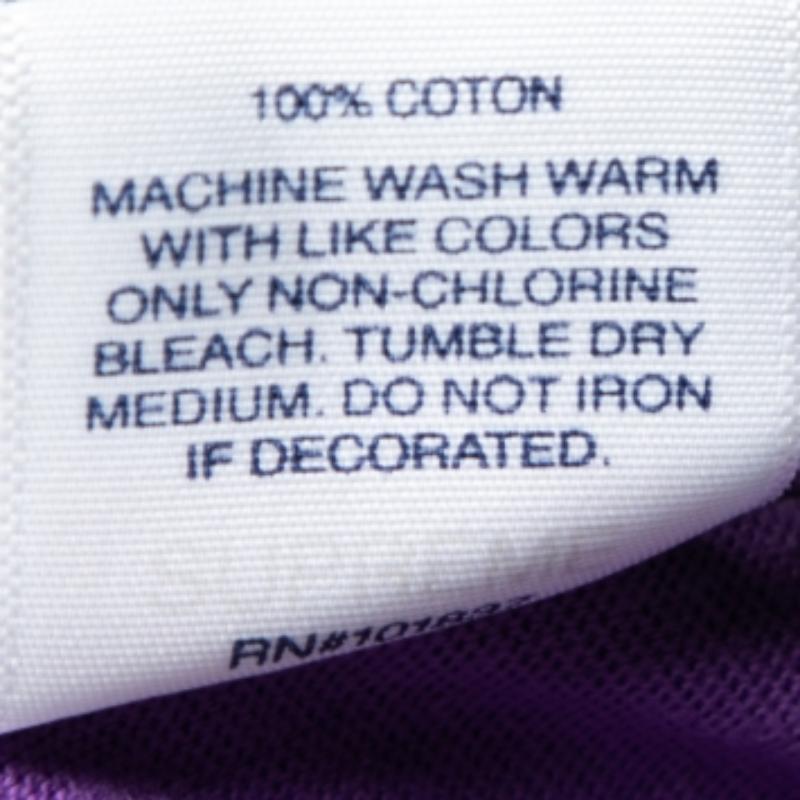 100% COTON
MACHINE WASH WARM
WITH LIKE COLORS
ONLY NON-CHLORINE
BLEACH. TUMBLE DRY
MEDIUM. DO NOT IRON
IF DECORATED.